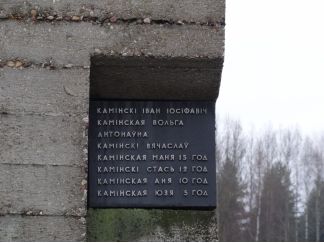 КАМІНСКІ ІВАН ІОСІФАВІЧ
КАМІНСКАЯ ВОЛЬГА
АНТОНАЎНА
КАМІНСКІ ВЯЧАСЛАЎ
КАМІНСКАЯ МАНЯ 15 ГОД
КАМІНСКІ СТАСЬ 12 ГОД
КАМІНСКАЯ АНЯ 10 ГОД
КАМІНСКАЯ ЮЗЯ 5 ГОД